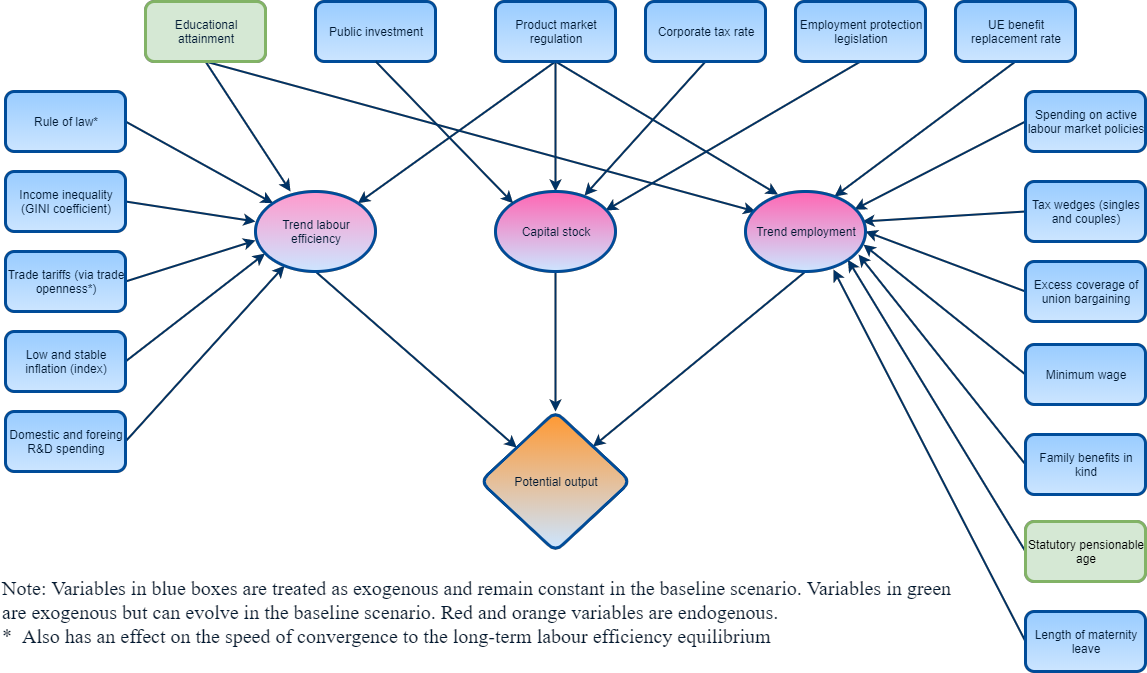 Educational
attainment
Public investment
Product market
regulation
Corporate tax rate
Employment protection
legislation
UE benefit
replacement rate
Rule of law*
Income inequality
(GINI coefficient)
Trade tariffs (via trade
openness*)
Low and stable
inflation (index)
Domestic and foreing
R&D spending
Trend labour
efficiency
Capital stock
Trend employment
Potential output
Spending on active
labour market policies
Tax wedges (singles
and couples)
Excess coverage of
union bargaining
Minimum wage
Family benefits in
kind
Statutory pensionable
age
Length of maternity
leave
Note: Variables in blue boxes are treated as exogenous and remain constant in the baseline scenario. Variables in green
are exogenous but can evolve in the baseline scenario. Red and orange variables are endogenous.
* Also has an effect on the speed of convergence to the long-term labour efficiency equilibrium